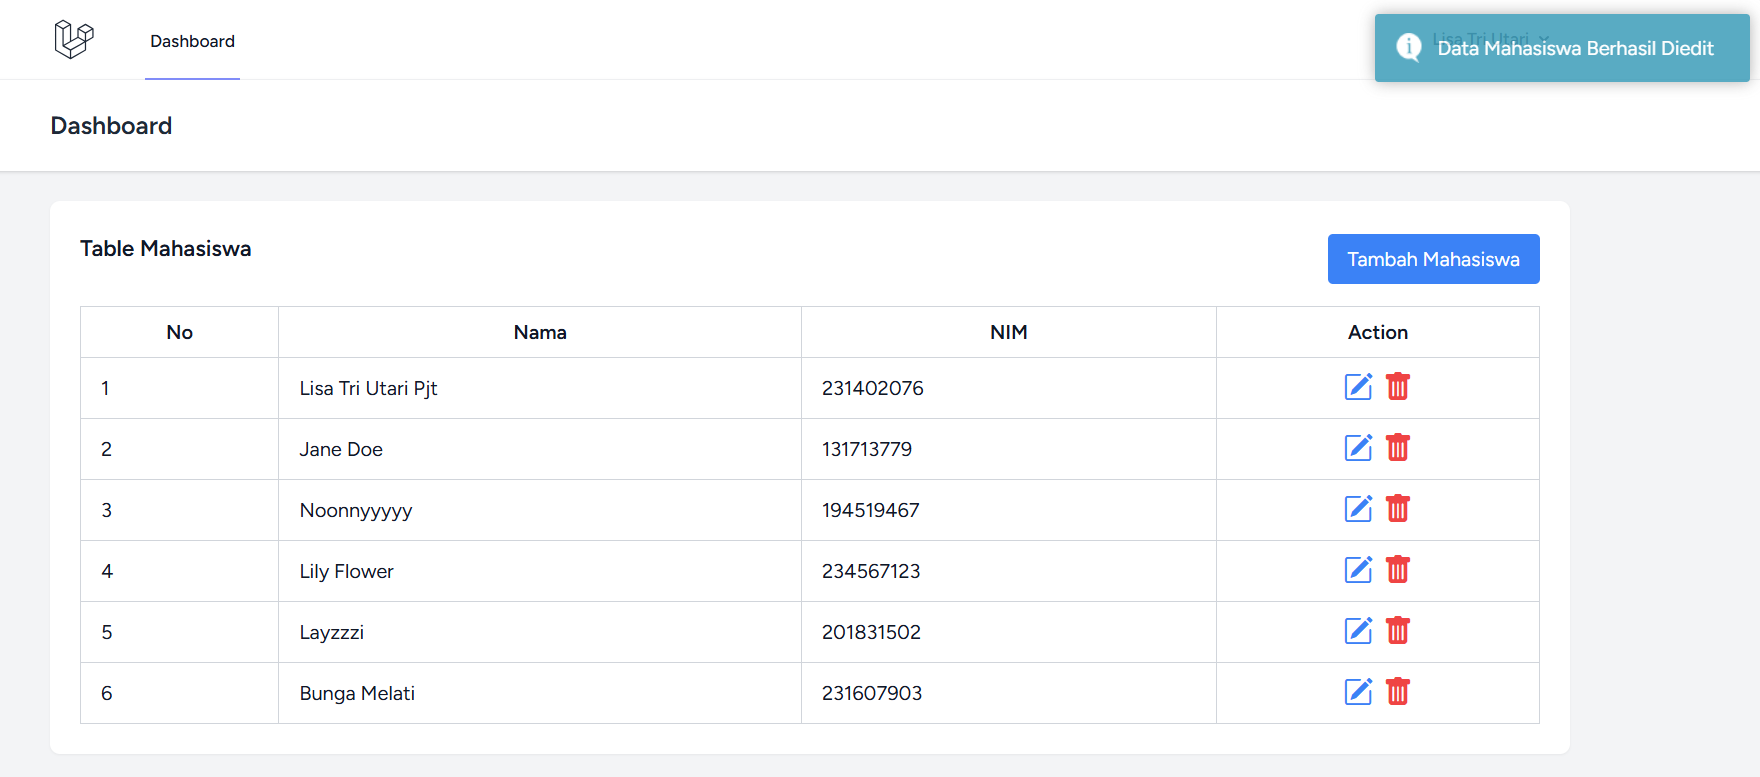 Dashboard
Lisa Tri Utari
Data Mahasiswa Berhasil Diedit
Dashboard
Table Mahasiswa
Tambah Mahasiswa
No Nama NIM Action
1 Lisa Tri Utari Pjt 231402076
2 Jane Doe 131713779
3 Noonnyyyyy 194519467
4 Lily Flower 234567123
5 Layzzzi 201831502
6 Bunga Melati 231607903